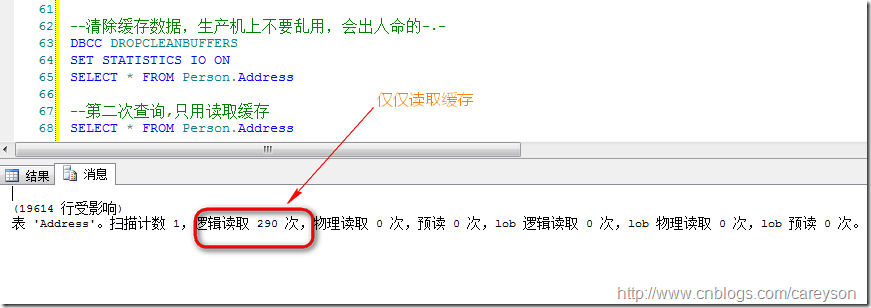 61
62 --清除缓存数据，生产机上不要乱用，会出人命的-.-
63 DBCC DROPCLEANBUFFERS
64 SET STATISTICS IO ON
65 SELECT * FROM Person.Address
66
67 --第二次查询,只用读取缓存
68 SELECT * FROM Person.Address
仅仅读取缓存
结果 消息
(19614 行受影响)
表 'Address'。扫描计数 1，逻辑读取 290 次，物理读取 0 次，预读 0 次，lob 逻辑读取 0 次，lob 物理读取 0 次，lob 预读 0 次。
http://www.cnblogs.com/careyson